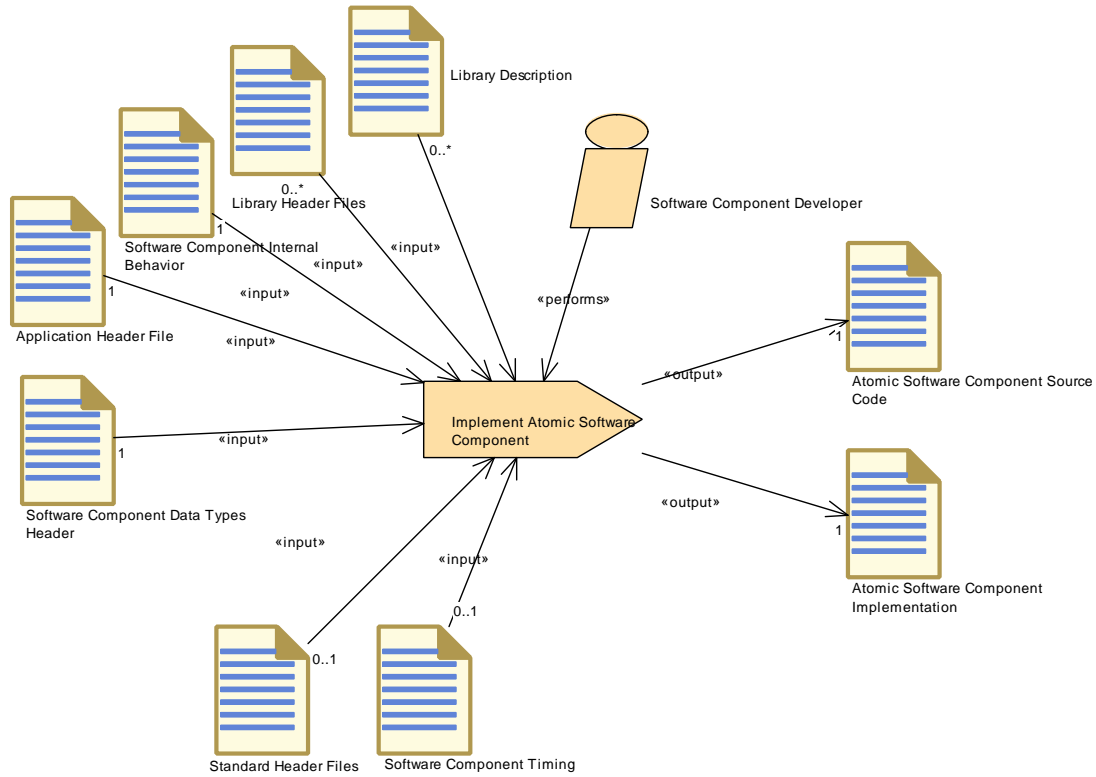 Library Description
0..*
0..*
Library Header Files
Software Component Developer
1
Software Component Internal
Behavior
«input»
«input»
«input»
1
«performs»
Application Header File
«input»
1
«output»
Atomic Software Component Source
Code
Implement Atomic Software
Component
«input»
1
«output»
1
Software Component Data Types
Header
«input»
«input»
Atomic Software Component
Implementation
0..1
0..1
Standard Header Files
Software Component Timing